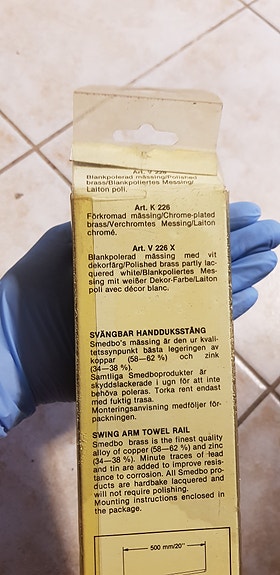 Art. V 226
Blankpolerad mässing/Polished
brass/Blankpoliertes Messing/
Laiton poli.
Art. K 226
Förkromad mässing/Chrome-plated
brass/Verchromtes Messing/Laiton
chromé.
Art. V 226 X
Blankpolerad mässing med vit
dekorfärg/Polished brass partly lac-
quered white/Blankpoliertes Mes-
sing mit weißer Dekor-Farbe/Laiton
poli avec décor blanc.
SVÄNGBAR HANDDUKSSTÅNG
Smedbo's mässing är den ur kvali-
tetssynpunkt bästa legeringen av
koppar (58—62 %) och zink
(34—38 %).
Samtliga Smedboprodukter är
skyddslackerade i ugn för att inte
behöva poleras. Torka rent endast
med fuktig trasa.
Monteringsanvisning medföljer för-
packningen.
SWING ARM TOWEL RAIL
Smedbo brass is the finest quality
alloy of copper (58—62 %) and zinc
(34—38 %). Minute traces of lead
and tin are added to improve resis-
tance to corrosion. All Smedbo pro-
ducts are hardbake lacquered and
will not require polishing.
Mounting instructions enclosed in
the package.
500 mm/20"